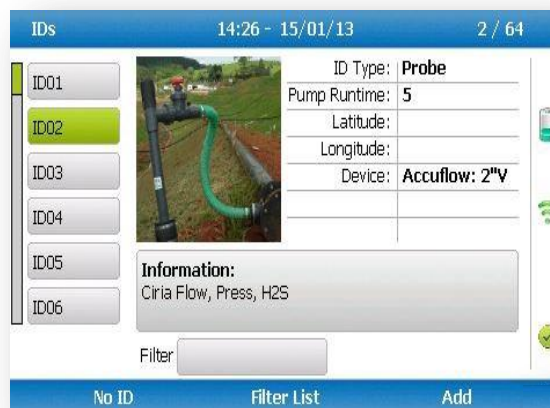 IDs 14:26 - 15/01/13 2 / 64
ID01
ID02
ID03
ID04
ID05
ID06
ID Type: Probe
Pump Runtime: 5
Latitude:
Longitude:
Device: Accuflow: 2"V
Information:
Ciria Flow, Press, H2S
Filter
No ID Filter List Add